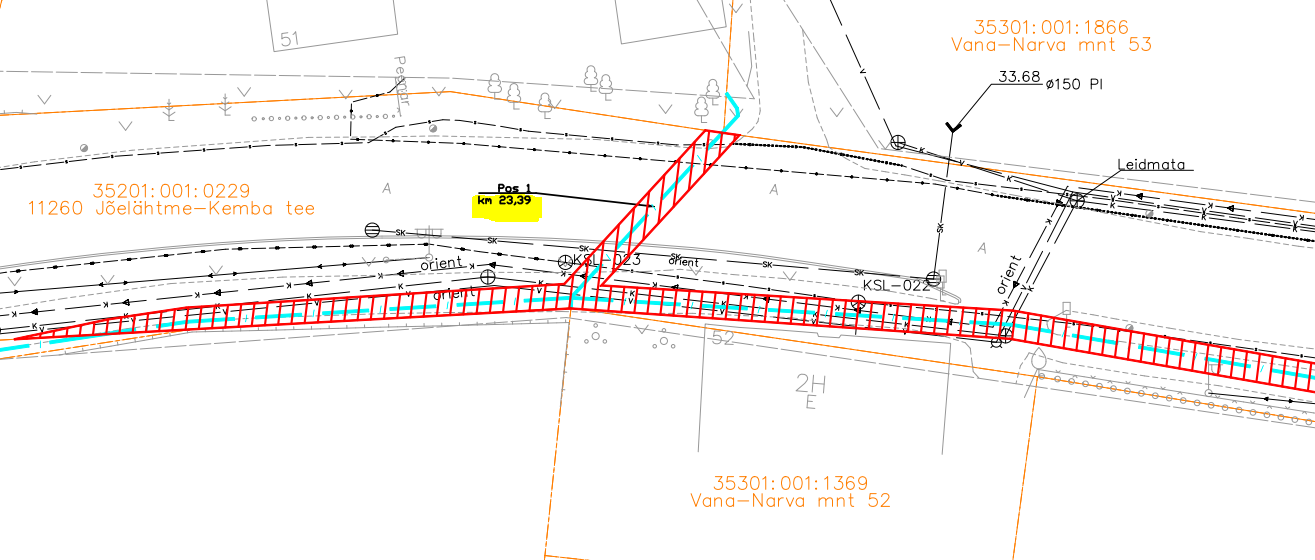 35301:001:1866
Vana-Narva mnt 53
51
33.68 ø150 Pl
Leidmata
35201:001:0229
11260 Jõelähtme-Kemba tee
A
Pos 1
km 23,39
A
A
SK
SK
SK
SK
SK
SK
orient
KSL-023
orient
orient
KSL-022
orient
52
2H
E
35301:001:1369
Vana-Narva mnt 52